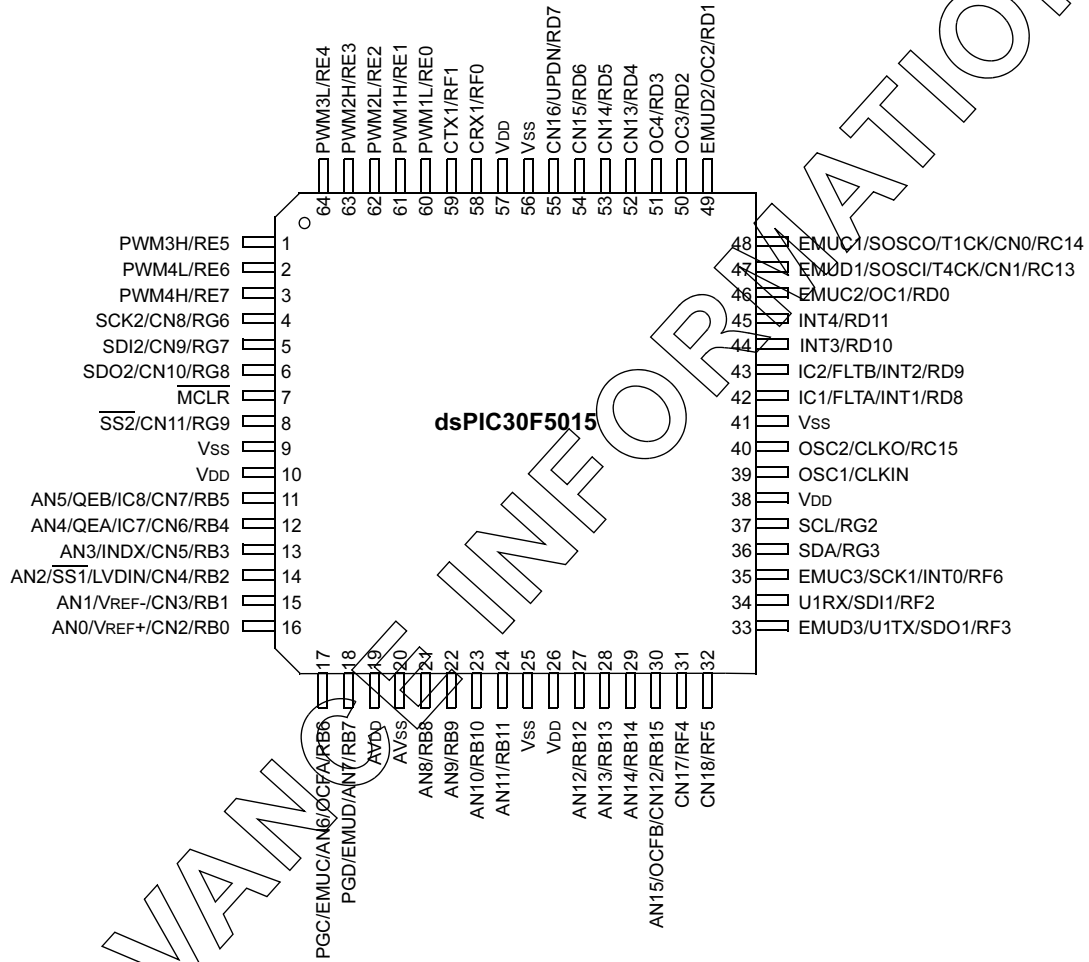 PWM3L/RE4
PWM2H/RE3
PWM2L/RE2
PWM1H/RE1
PWM1L/RE0
CTX1/RF1
CRX1/RF0
VDD
VSS
CN16/UPDN/RD7
CN15/RD6
CN14/RD5
CN13/RD4
OC4/RD3
OC3/RD2
EMUD2/OC2/RD1
64
63
62
61
60
59
58
57
56
55
54
53
52
51
50
49
PWM3H/RE5 1
PWM4L/RE6 2
PWM4H/RE7 3
SCK2/CN8/RG6 4
SDI2/CN9/RG7 5
SDO2/CN10/RG8 6
MCLR 7
SS2/CN11/RG9 8
VSS 9
VDD 10
AN5/QEB/IC8/CN7/RB5 11
AN4/QEA/IC7/CN6/RB4 12
AN3/INDX/CN5/RB3 13
AN2/SS1/LVDIN/CN4/RB2 14
AN1/VREF-/CN3/RB1 15
AN0/VREF+/CN2/RB0 16
dsPIC30F5015
48 EMUC1/SOSCO/T1CK/CN0/RC14
47 EMUD1/SOSCI/T4CK/CN1/RC13
46 EMUC2/OC1/RD0
45 INT4/RD11
44 INT3/RD10
43 IC2/FLTB/INT2/RD9
42 IC1/FLTA/INT1/RD8
41 VSS
40 OSC2/CLKO/RC15
39 OSC1/CLKIN
38 VDD
37 SCL/RG2
36 SDA/RG3
35 EMUC3/SCK1/INT0/RF6
34 U1RX/SDI1/RF2
33 EMUD3/U1TX/SDO1/RF3
17
18
19
20
21
22
23
24
25
26
27
28
29
30
31
32
PGC/EMUC/AN6/OCFA/RB6
PGD/EMUD/AN7/RB7
AVDD
AVSS
AN8/RB8
AN9/RB9
AN10/RB10
AN11/RB11
VSS
VDD
AN12/RB12
AN13/RB13
AN14/RB14
AN15/OCFB/CN12/RB15
CN17/RF4
CN18/RF5
VANCE INFORMATIO